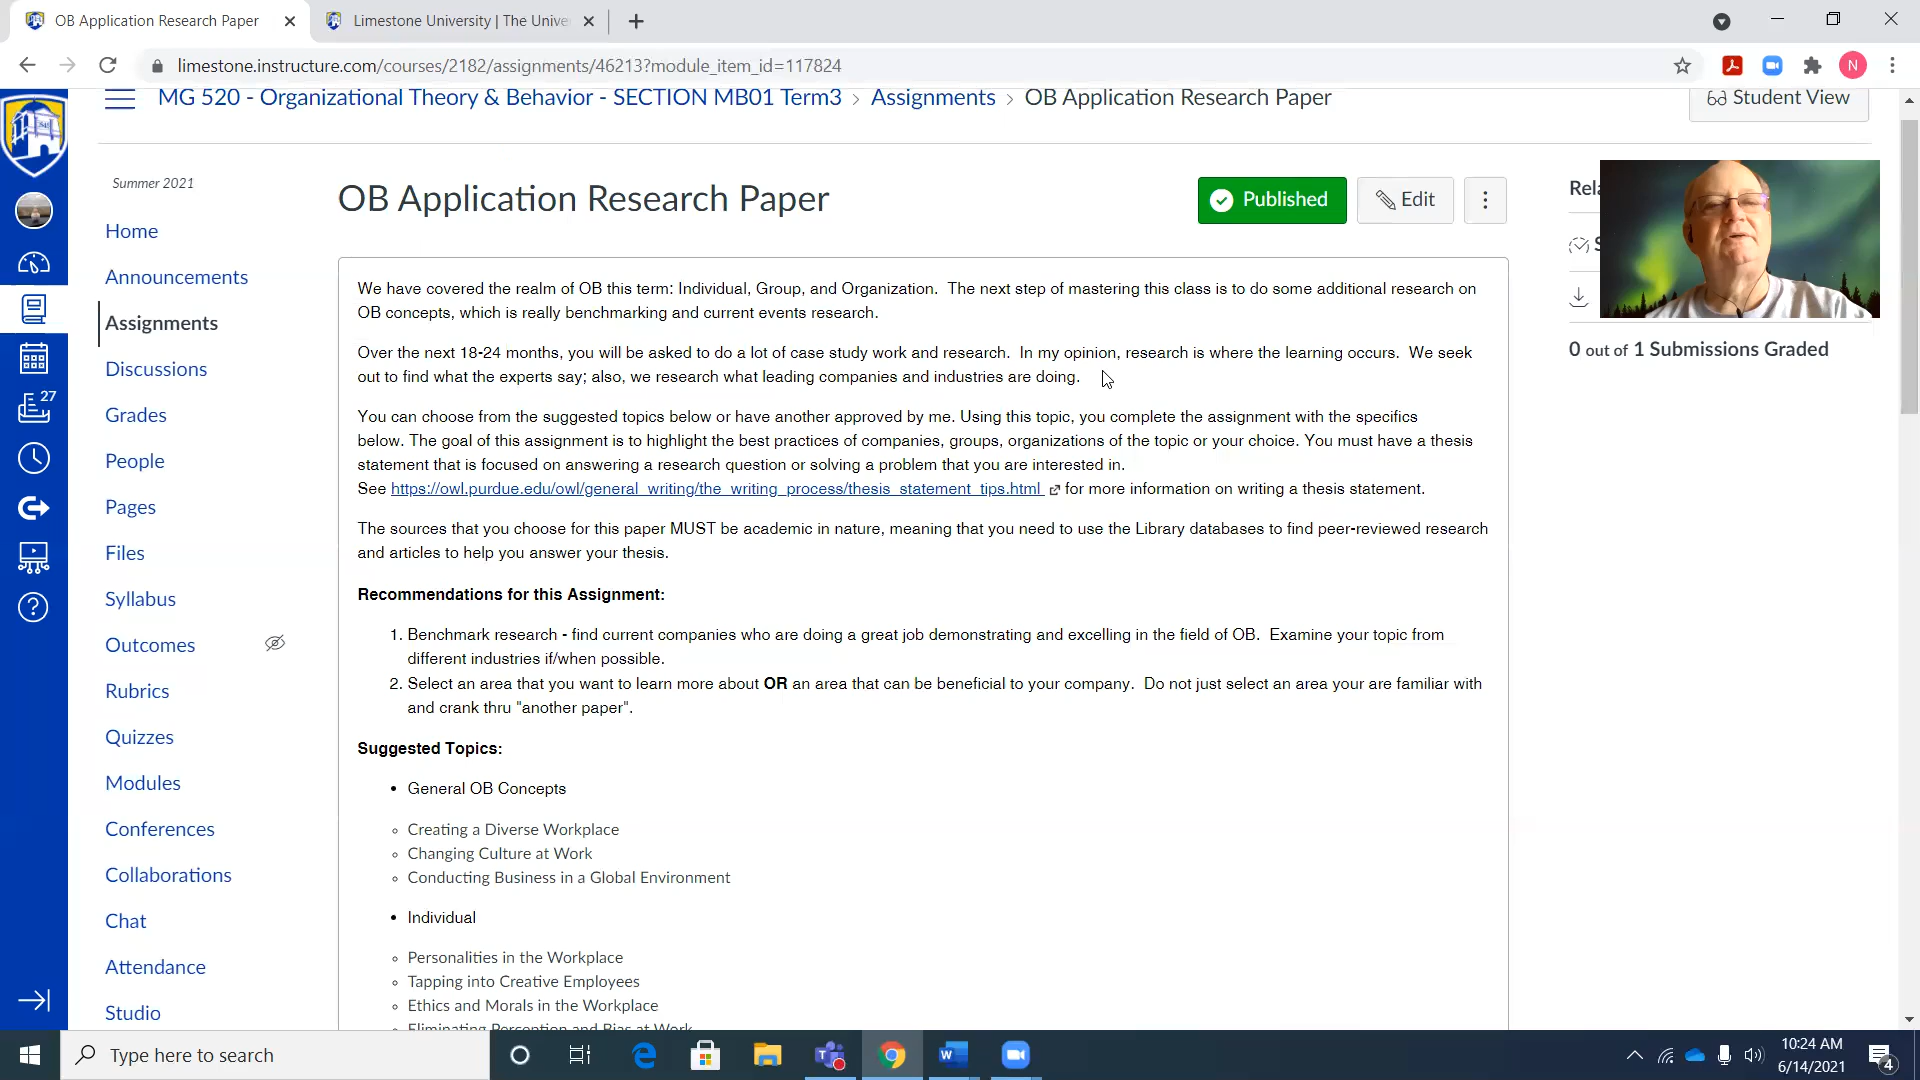 OB Application Research Paper
Limestone University | The Unive
limestone.instructure.com/courses/2182/assignments/46213?module_item_id=117824
N
MG 520 - Organizational Theory & Behavior - SECTION MB01 Term3 > Assignments > OB Application Research Paper
Student View
Summer 2021
Home
Announcements
Assignments
Discussions
Grades
People
Pages
Files
Syllabus
Outcomes
Rubrics
Quizzes
Modules
Conferences
Collaborations
Chat
Attendance
Studio
27
OB Application Research Paper
Published
Edit
We have covered the realm of OB this term: Individual, Group, and Organization.  The next step of mastering this class is to do some additional research on
OB concepts, which is really benchmarking and current events research.
Over the next 18-24 months, you will be asked to do a lot of case study work and research.  In my opinion, research is where the learning occurs.  We seek
out to find what the experts say; also, we research what leading companies and industries are doing.
You can choose from the suggested topics below or have another approved by me. Using this topic, you complete the assignment with the specifics
below. The goal of this assignment is to highlight the best practices of companies, groups, organizations of the topic or your choice. You must have a thesis
statement that is focused on answering a research question or solving a problem that you are interested in.
See https://owl.purdue.edu/owl/general_writing/the_writing_process/thesis_statement_tips.html for more information on writing a thesis statement.
The sources that you choose for this paper MUST be academic in nature, meaning that you need to use the Library databases to find peer-reviewed research
and articles to help you answer your thesis.
Recommendations for this Assignment:
1. Benchmark research - find current companies who are doing a great job demonstrating and excelling in the field of OB.  Examine your topic from
different industries if/when possible.
2. Select an area that you want to learn more about OR an area that can be beneficial to your company.  Do not just select an area your are familiar with
and crank thru "another paper".
Suggested Topics:
• General OB Concepts
◦ Creating a Diverse Workplace
◦ Changing Culture at Work
◦ Conducting Business in a Global Environment
• Individual
◦ Personalities in the Workplace
◦ Tapping into Creative Employees
◦ Ethics and Morals in the Workplace
◦ Eliminating Perception and Bias at Work
Rel
S
0 out of 1 Submissions Graded
Type here to search
10:24 AM
6/14/2021
4